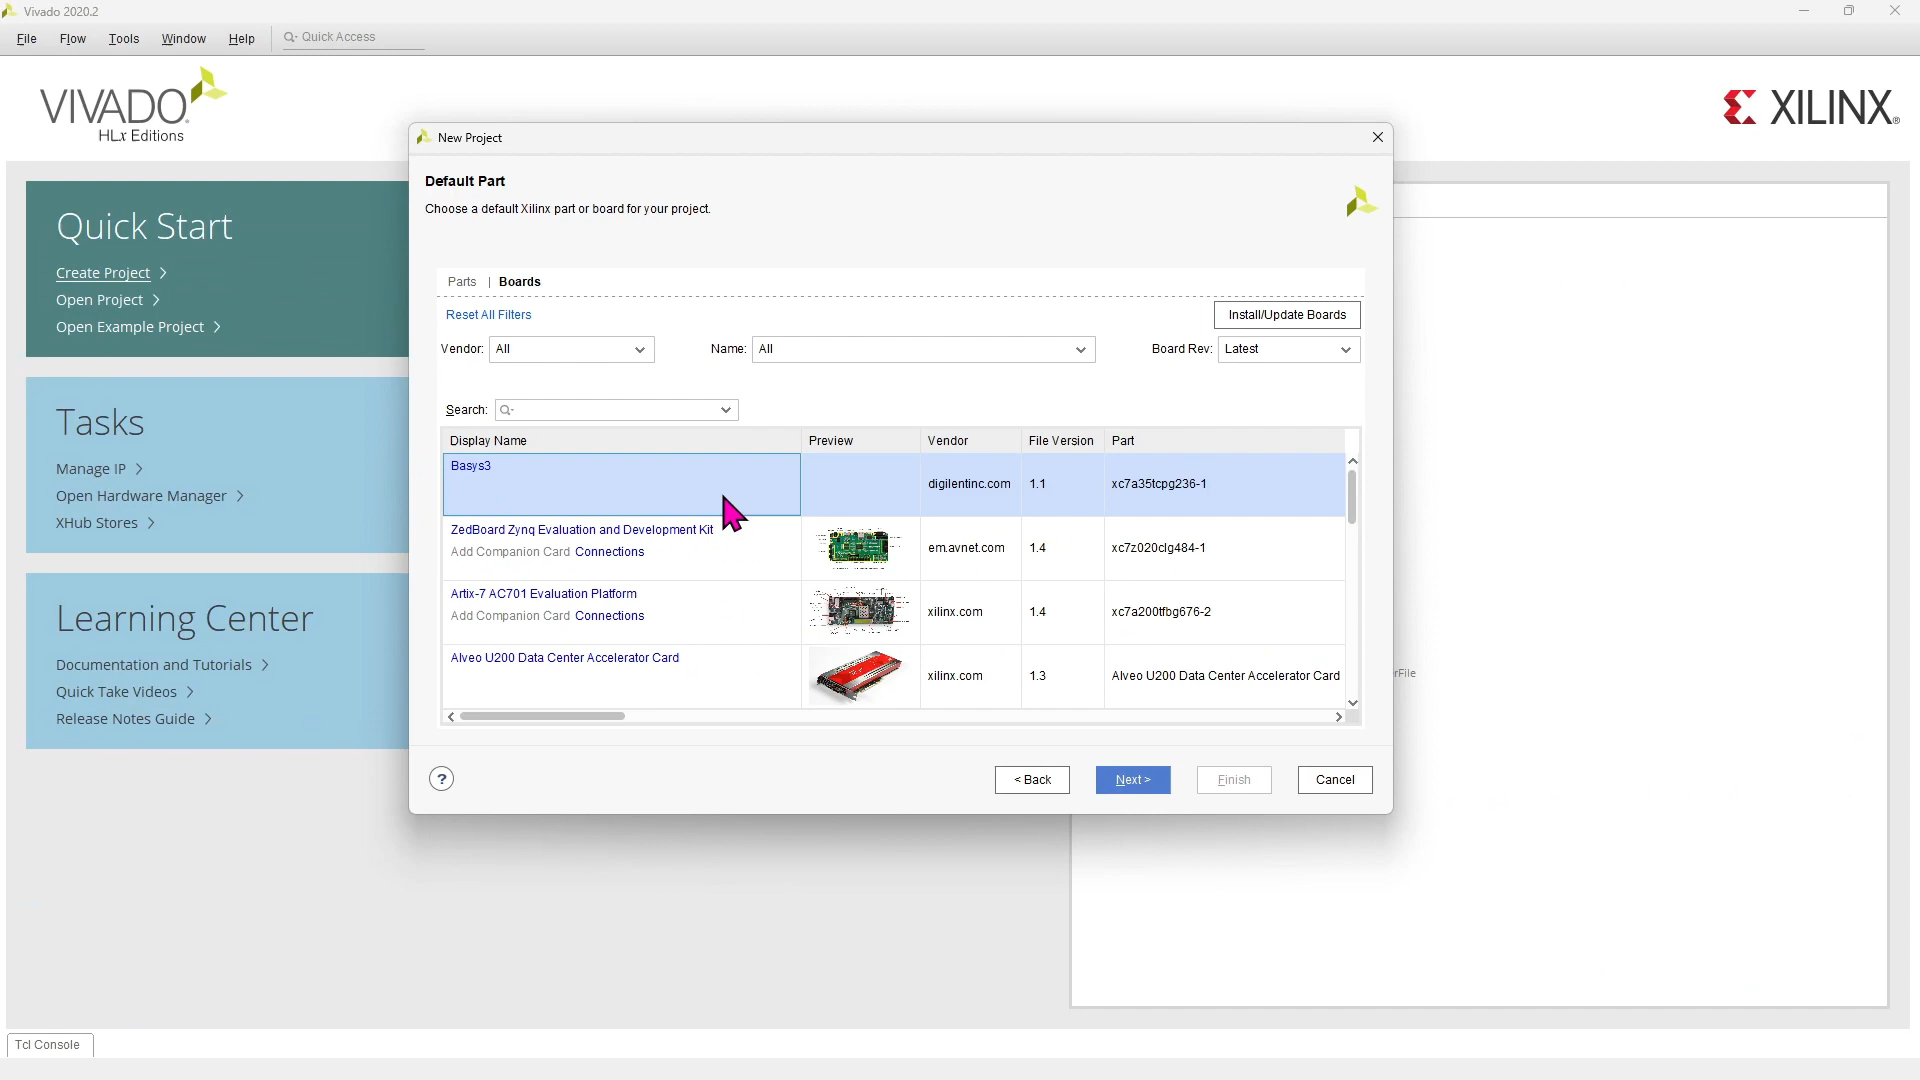 Vivado 2020.2
File Flow Tools Window Help Quick Access
VIVADO.
HLx Editions
XILINX.
New Project
Default Part
Choose a default Xilinx part or board for your project.
Quick Start
Create Project
Open Project
Open Example Project
Tasks
Manage IP
Open Hardware Manager
XHub Stores
Learning Center
Documentation and Tutorials
Quick Take Videos
Release Notes Guide
Parts | Boards
Reset All Filters
Install/Update Boards
Vendor: All Name: All Board Rev: Latest
Search:
Display Name Preview Vendor File Version Part
Basys3 digilentinc.com 1.1 xc7a35tcpg236-1
ZedBoard Zynq Evaluation and Development Kit
Add Companion Card Connections
em.avnet.com 1.4 xc7z020clg484-1
Artix-7 AC701 Evaluation Platform
Add Companion Card Connections
xilinx.com 1.4 xc7a200tfbg676-2
Alveo U200 Data Center Accelerator Card
xilinx.com 1.3 Alveo U200 Data Center Accelerator Card
? < Back Next > Finish Cancel
Tcl Console